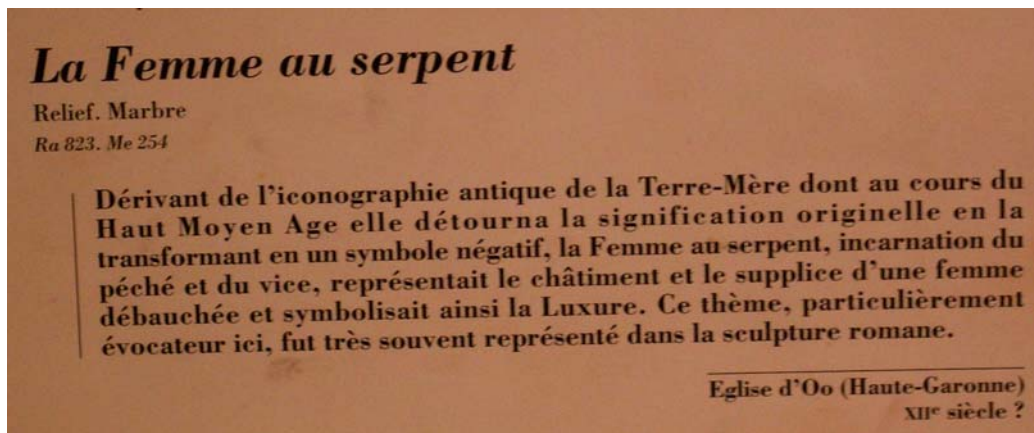 La Femme au serpent
Relief. Marbre
Ra 823. Me 254
Dérivant de l'iconographie antique de la Terre-Mère dont au cours du
Haut Moyen Age elle détourna la signification originelle en la
transformant en un symbole négatif, la Femme au serpent, incarnation du
péché et du vice, représentait le châtiment et le supplice d'une femme
débauchée et symbolisait ainsi la Luxure. Ce thème, particulièrement
évocateur ici, fut très souvent représenté dans la sculpture romane.
Eglise d'Oo (Haute-Garonne)
XIIe siècle ?